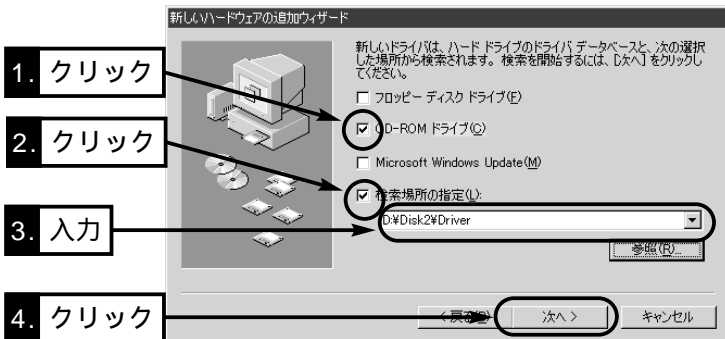 新しいハードウェアの追加ウィザード
新しいドライバは、ハード ドライブのドライバ データベースと、次の選択
した場所から検索されます。検索を開始するには、[次へ] をクリックし
てください。
フロッピー ディスク ドライブ(F)
1. クリック
CD-ROM ドライブ(C)
2. クリック
Microsoft Windows Update(M)
検索場所の指定(L):
3. 入力
D:¥Disk2¥Driver
参照(R)...
4. クリック
< 戻る(B)
次へ >
キャンセル